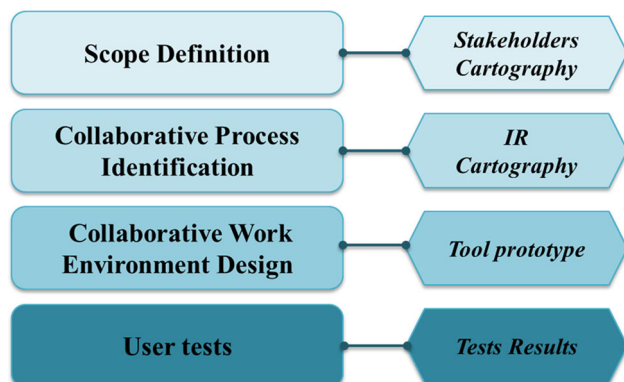 Scope Definition
Stakeholders
Cartography
Collaborative Process
Identification
IR
Cartography
Collaborative Work
Environment Design
Tool prototype
User tests
Tests Results